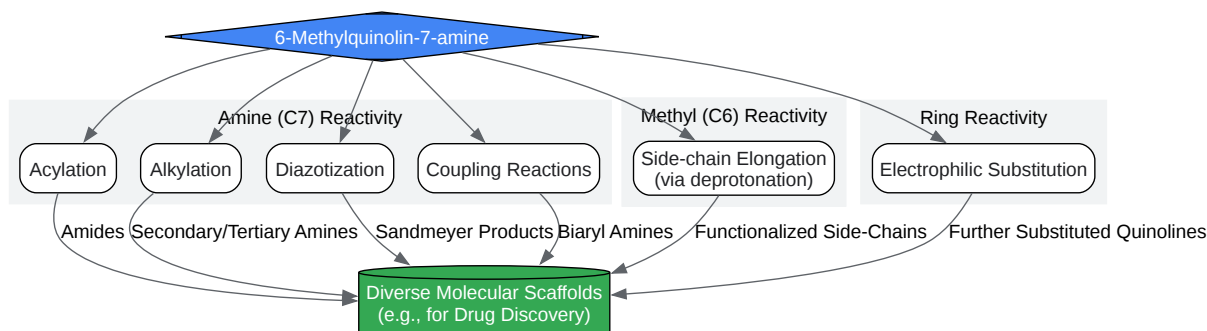 6-Methylquinolin-7-amine
Amine (C7) Reactivity
Methyl (C6) Reactivity
Ring Reactivity
Acylation
Alkylation
Diazotization
Coupling Reactions
Side-chain Elongation
(via deprotonation)
Electrophilic Substitution
Amides
Secondary/Tertiary Amines
Sandmeyer Products
Biaryl Amines
Functionalized Side-Chains
Further Substituted Quinolines
Diverse Molecular Scaffolds
(e.g., for Drug Discovery)